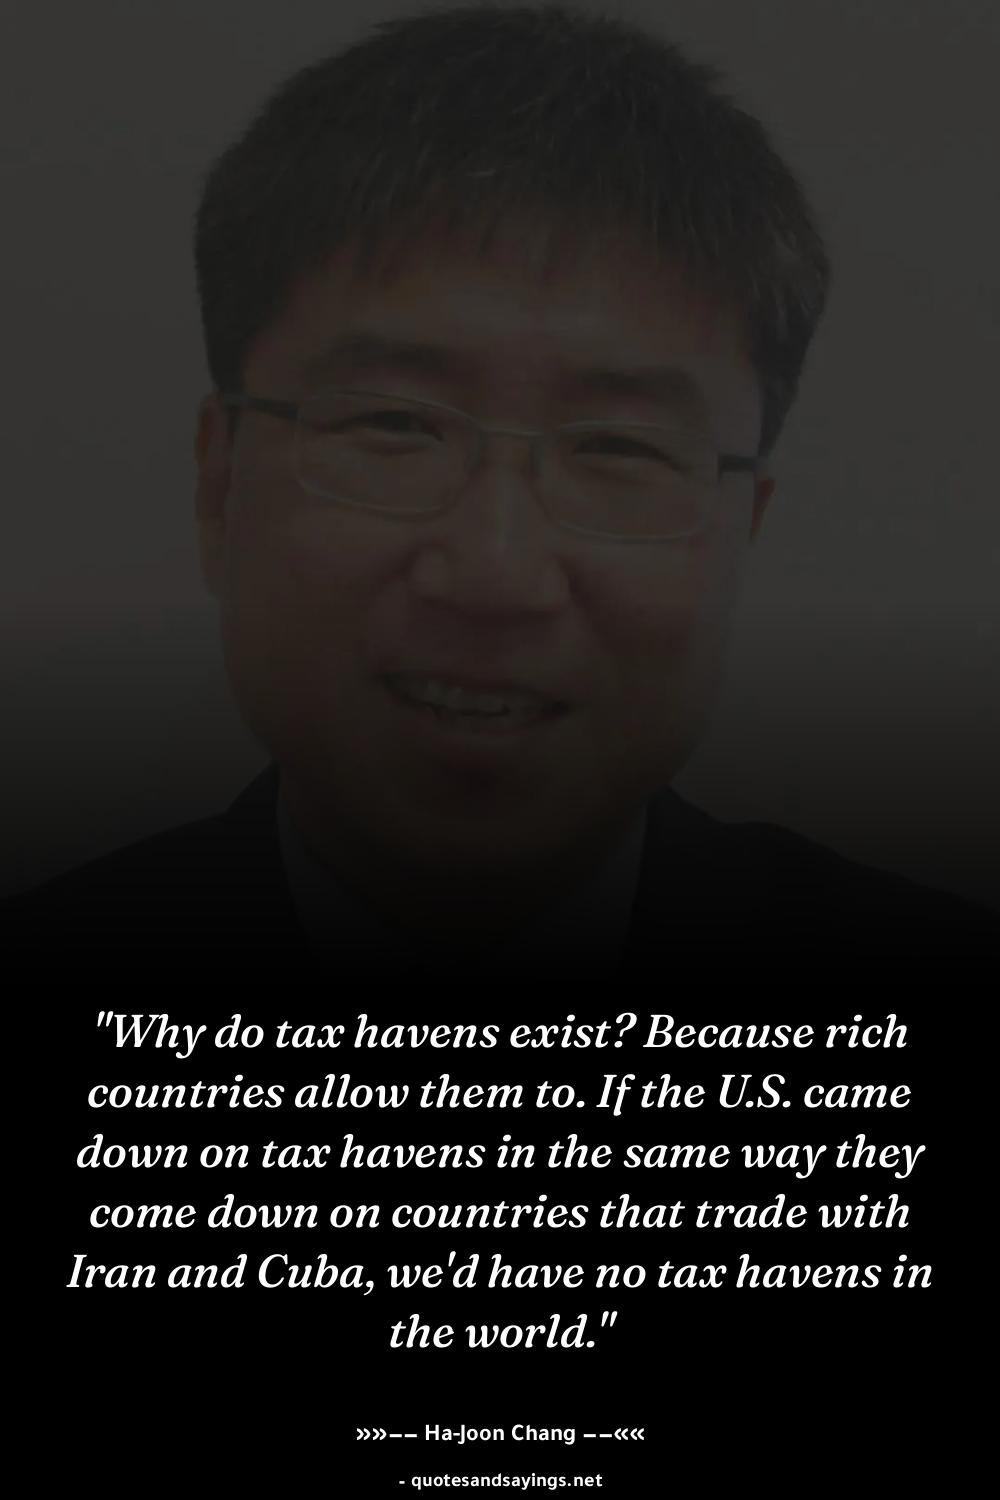 "Why do tax havens exist? Because rich
countries allow them to. If the U.S. came
down on tax havens in the same way they
come down on countries that trade with
Iran and Cuba, we'd have no tax havens in
the world."
»»−− Ha-Joon Chang −−««
- quotesandsayings.net